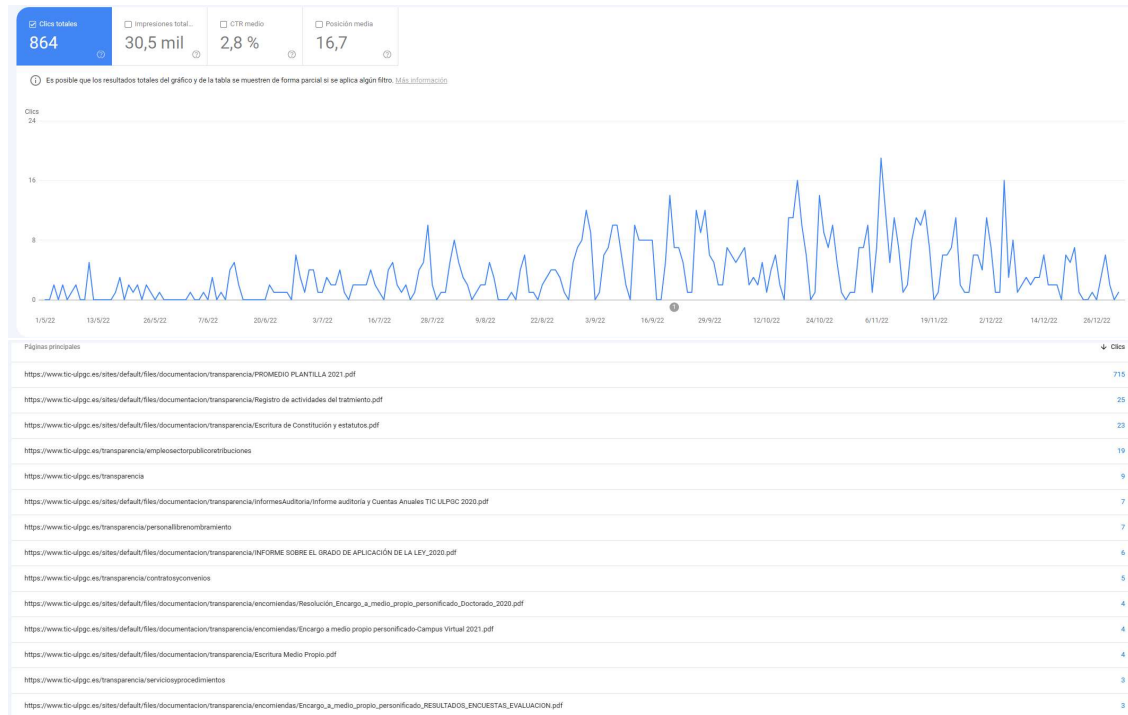 Clics totales
864
Impresiones total...
30,5 mil
CTR medio
2,8 %
Posición media
16,7
Es posible que los resultados totales del gráfico y de la tabla se muestren de forma parcial si se aplica algún filtro. Más información
Clics
24
16
8
0
1
1/5/22 13/5/22 26/5/22 7/6/22 20/6/22 3/7/22 16/7/22 28/7/22 9/8/22 22/8/22 3/9/22 16/9/22 29/9/22 12/10/22 24/10/22 6/11/22 19/11/22 2/12/22 14/12/22 26/12/22
Páginas principales ↓ Clics
https://www.tic-ulpgc.es/sites/default/files/documentacion/transparencia/PROMEDIO PLANTILLA 2021.pdf 715
https://www.tic-ulpgc.es/sites/default/files/documentacion/transparencia/Registro de actividades del tratmiento.pdf 25
https://www.tic-ulpgc.es/sites/default/files/documentacion/transparencia/Escritura de Constitución y estatutos.pdf 23
https://www.tic-ulpgc.es/transparencia/empleosectorpublicoretribuciones 19
https://www.tic-ulpgc.es/transparencia 9
https://www.tic-ulpgc.es/sites/default/files/documentacion/transparencia/InformesAuditoria/Informe auditoría y Cuentas Anuales TIC ULPGC 2020.pdf 7
https://www.tic-ulpgc.es/transparencia/personallibrenombramiento 7
https://www.tic-ulpgc.es/sites/default/files/documentacion/transparencia/INFORME SOBRE EL GRADO DE APLICACIÓN DE LA LEY_2020.pdf 6
https://www.tic-ulpgc.es/transparencia/contratosyconvenios 5
https://www.tic-ulpgc.es/sites/default/files/documentacion/transparencia/encomiendas/Resolución_Encargo_a_medio_propio_personificado_Doctorado_2020.pdf 4
https://www.tic-ulpgc.es/sites/default/files/documentacion/transparencia/encomiendas/Encargo a medio propio personificado-Campus Virtual 2021.pdf 4
https://www.tic-ulpgc.es/sites/default/files/documentacion/transparencia/Escritura Medio Propio.pdf 4
https://www.tic-ulpgc.es/transparencia/serviciosyprocedimientos 3
https://www.tic-ulpgc.es/sites/default/files/documentacion/transparencia/encomiendas/Encargo_a_medio_propio_personificado_RESULTADOS_ENCUESTAS_EVALUACION.pdf 3